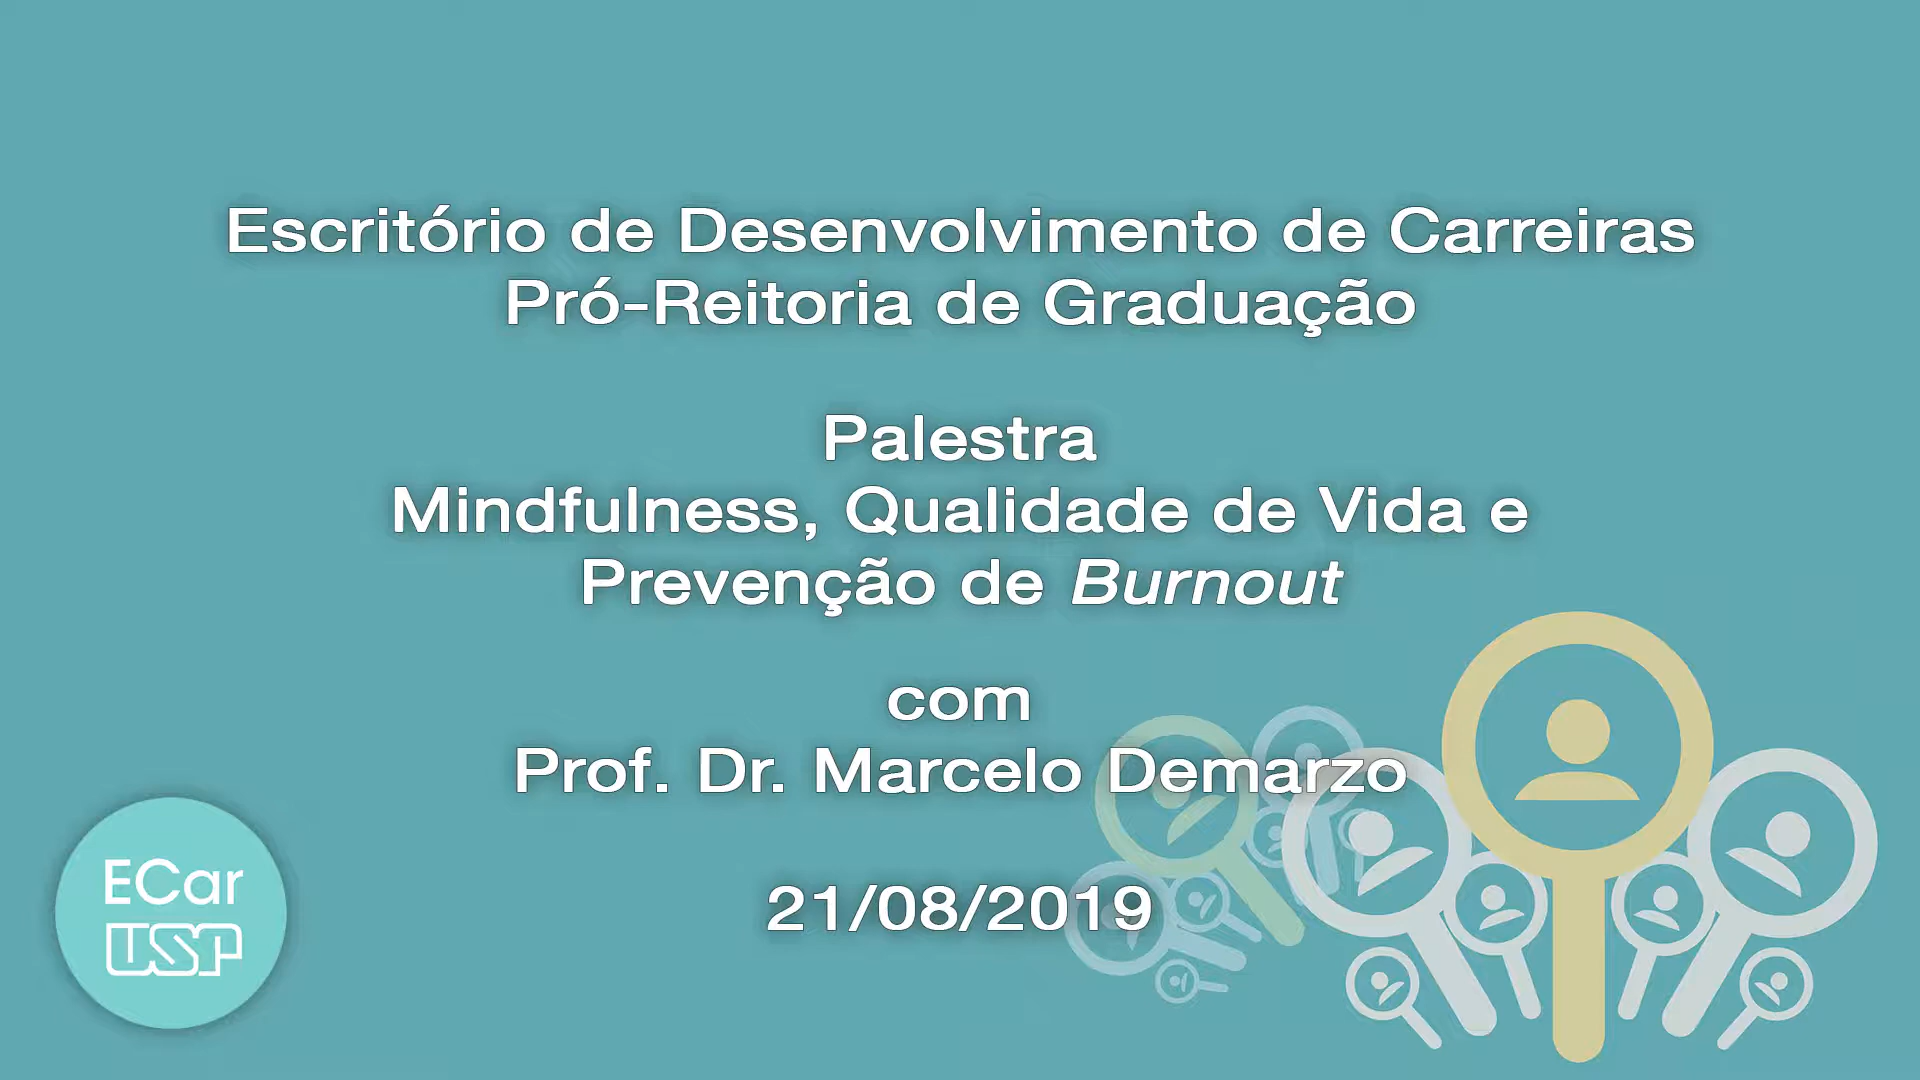 Escritório de Desenvolvimento de Carreiras
Pró-Reitoria de Graduação
Palestra
Mindfulness, Qualidade de Vida e
Prevenção de Burnout
com
Prof. Dr. Marcelo Demarzo
21/08/2019
ECar
USP